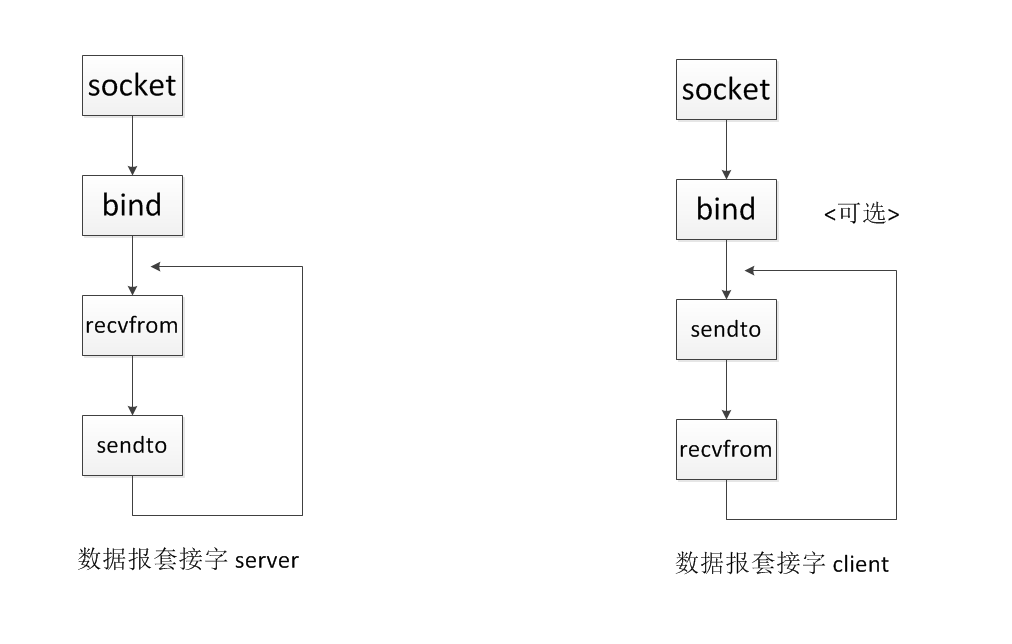 socket
bind
recvfrom
sendto
数据报套接字 server
socket
bind
<可选>
sendto
recvfrom
数据报套接字 client